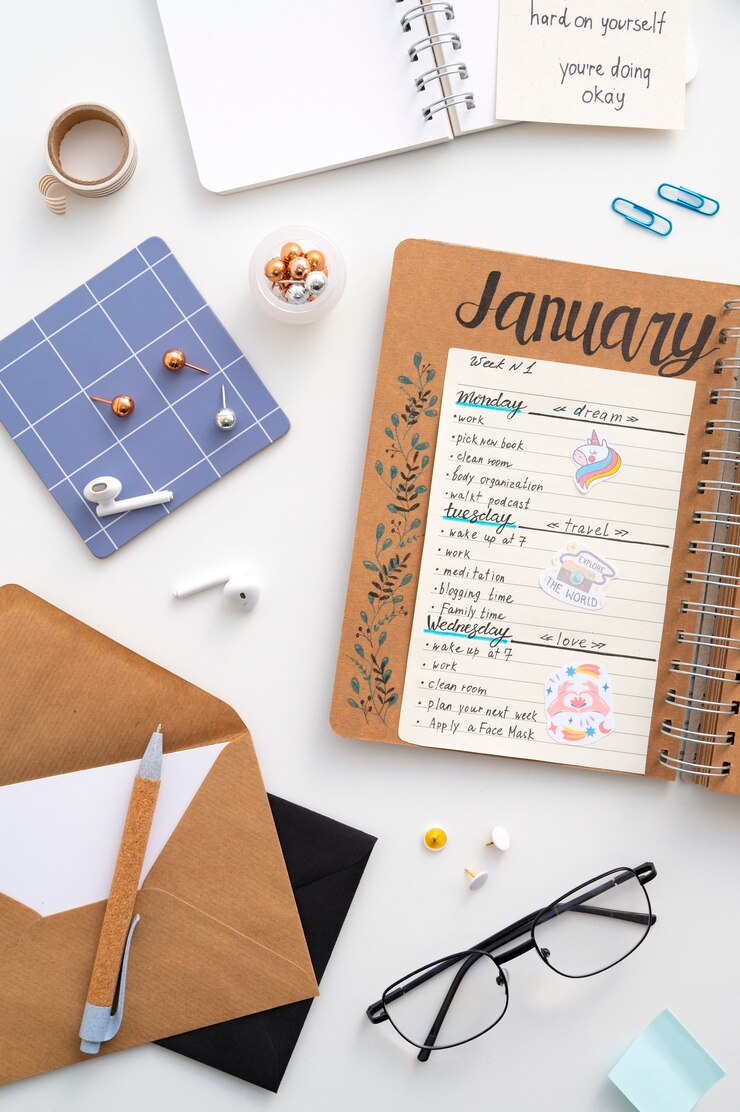 hard on yourself
you're doing
okay
January
Week N1
Monday « dream »
• work
• pick new book
• clean room
• body organization
• walk+ podcast
Tuesday « travel »
• wake up at 7
• work
• meditation
• blogging time
• Family time
EXPLORE
THE WORLD
Wednesday « love »
• wake up at 7
• work
• clean room
• plan your next week
• Apply a Face Mask